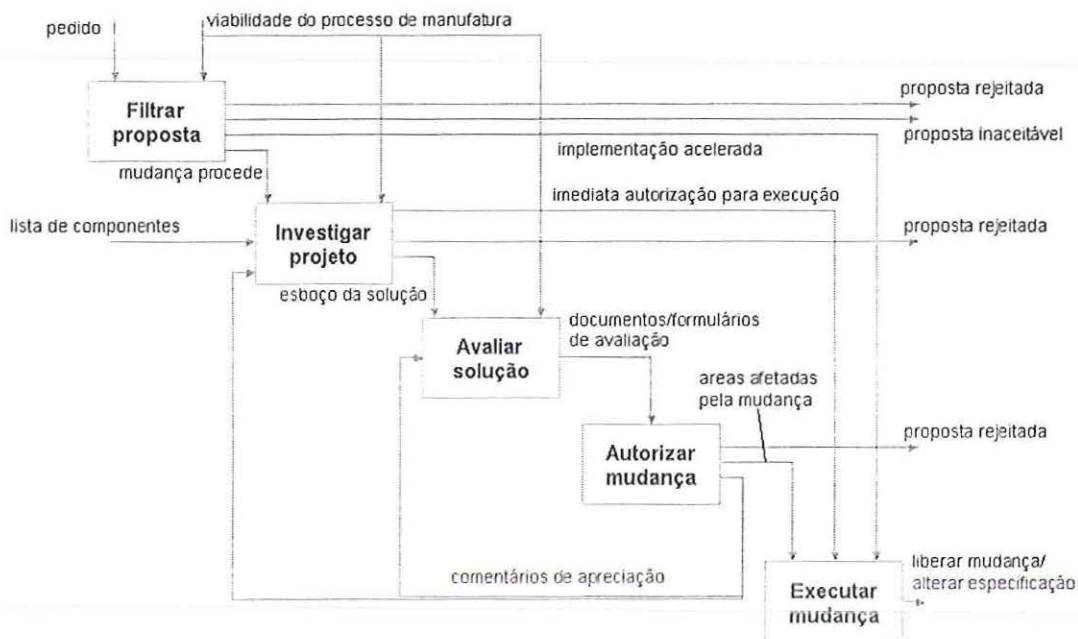 viabilidade do processo de manufatura
pedido
Filtrar
proposta
proposta rejeitada
proposta inaceitável
implementação acelerada
mudança procede
imediata autorização para execução
lista de componentes
Investigar
projeto
proposta rejeitada
esboço da solução
documentos/formulários
de avaliação
Avaliar
solução
areas afetadas
pela mudança
proposta rejeitada
Autorizar
mudança
comentários de apreciação
liberar mudança/
alterar especificação
Executar
mudança